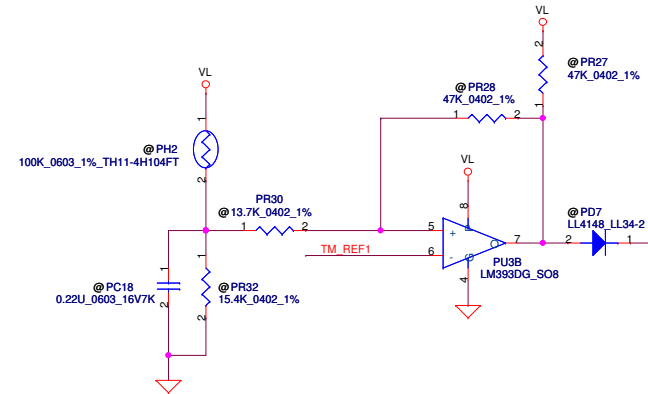 VL
2
@PR27
47K_0402_1%
1
VL
@PR28
47K_0402_1%
1
2
1
@PH2
100K_0603_1%_TH11-4H104FT
2
VL
PR30
@13.7K_0402_1%
1
2
8
5
+
P
O
7
@PD7
LL4148_LL34-2
2
1
TM_REF1
6
-
G
PU3B
LM393DG_SO8
4
1
@PC18
0.22U_0603_16V7K
2
1
@PR32
15.4K_0402_1%
2